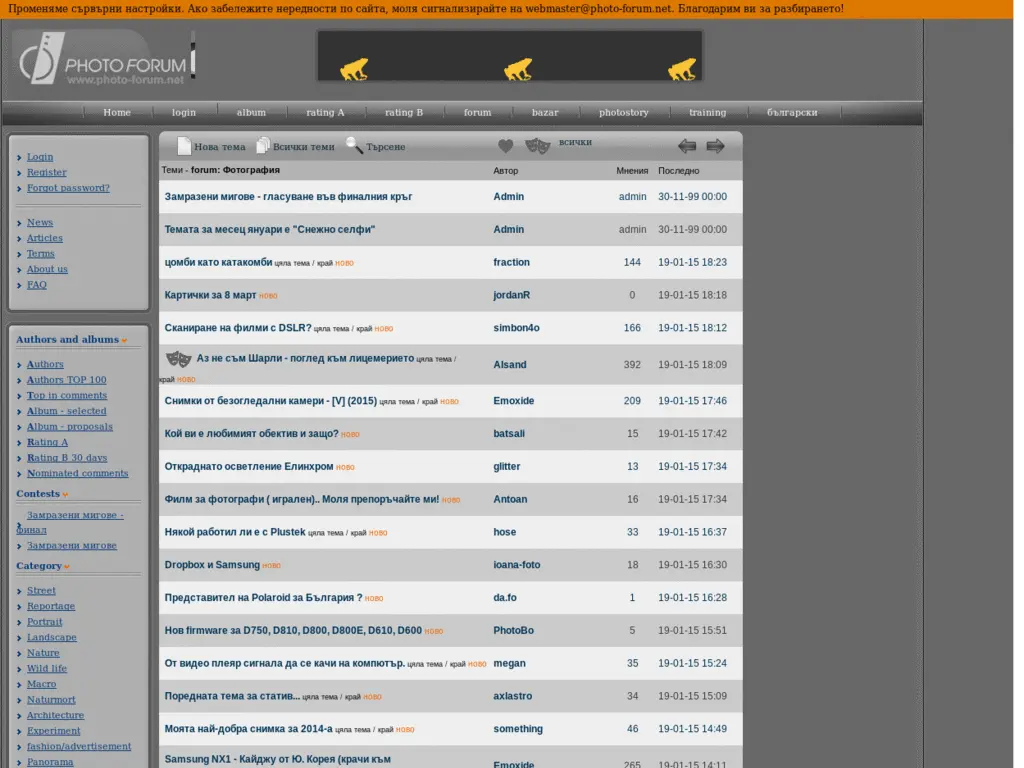 Променяме сървърни настройки. Ако забележите нередности по сайта, моля сигнализирайте на webmaster@photo-forum.net. Благодарим ви за разбирането!
PHOTO FORUM
www.photo-forum.net
Home login album rating A rating B forum bazar photostory training български
Login
Register
Forgot password?
News
Articles
Terms
About us
FAQ
Authors and albums
Authors
Authors TOP 100
Top in comments
Album - selected
Album - proposals
Rating A
Rating B 30 days
Nominated comments
Contests
Замразени мигове -
финал
Замразени мигове
Category
Street
Reportage
Portrait
Landscape
Nature
Wild life
Macro
Naturmort
Architecture
Experiment
fashion/advertisement
Panorama
Нова тема Всички теми Търсене всички
Теми - forum: Фотография Автор Мнения Последно
Замразени мигове - гласуване във финалния кръг Admin admin 30-11-99 00:00
Темата за месец януари е "Снежно селфи" Admin admin 30-11-99 00:00
цомби като катакомби цяла тема / край ново fraction 144 19-01-15 18:23
Картички за 8 март ново jordanR 0 19-01-15 18:18
Сканиране на филми с DSLR? цяла тема / край ново simbon4o 166 19-01-15 18:12
Аз не съм Шарли - поглед към лицемерието цяла тема /
край ново Alsand 392 19-01-15 18:09
Снимки от безогледални камери - [V] (2015) цяла тема / край ново Emoxide 209 19-01-15 17:46
Кой ви е любимият обектив и защо? ново batsali 15 19-01-15 17:42
Откраднато осветление Елинхром ново glitter 13 19-01-15 17:34
Филм за фотографи ( игрален).. Моля препоръчайте ми! ново Antoan 16 19-01-15 17:34
Някой работил ли е с Plustek цяла тема / край ново hose 33 19-01-15 16:37
Dropbox и Samsung ново ioana-foto 18 19-01-15 16:30
Представител на Polaroid за България ? ново da.fo 1 19-01-15 16:28
Нов firmware за D750, D810, D800, D800E, D610, D600 ново PhotoBo 5 19-01-15 15:51
От видео плеяр сигнала да се качи на компютър. цяла тема / край ново megan 35 19-01-15 15:24
Поредната тема за статив... цяла тема / край ново axlastro 34 19-01-15 15:09
Моята най-добра снимка за 2014-а цяла тема / край ново something 46 19-01-15 14:49
Samsung NX1 - Кайджу от Ю. Корея (крачи към
Emoxide 265 19-01-15 14:11